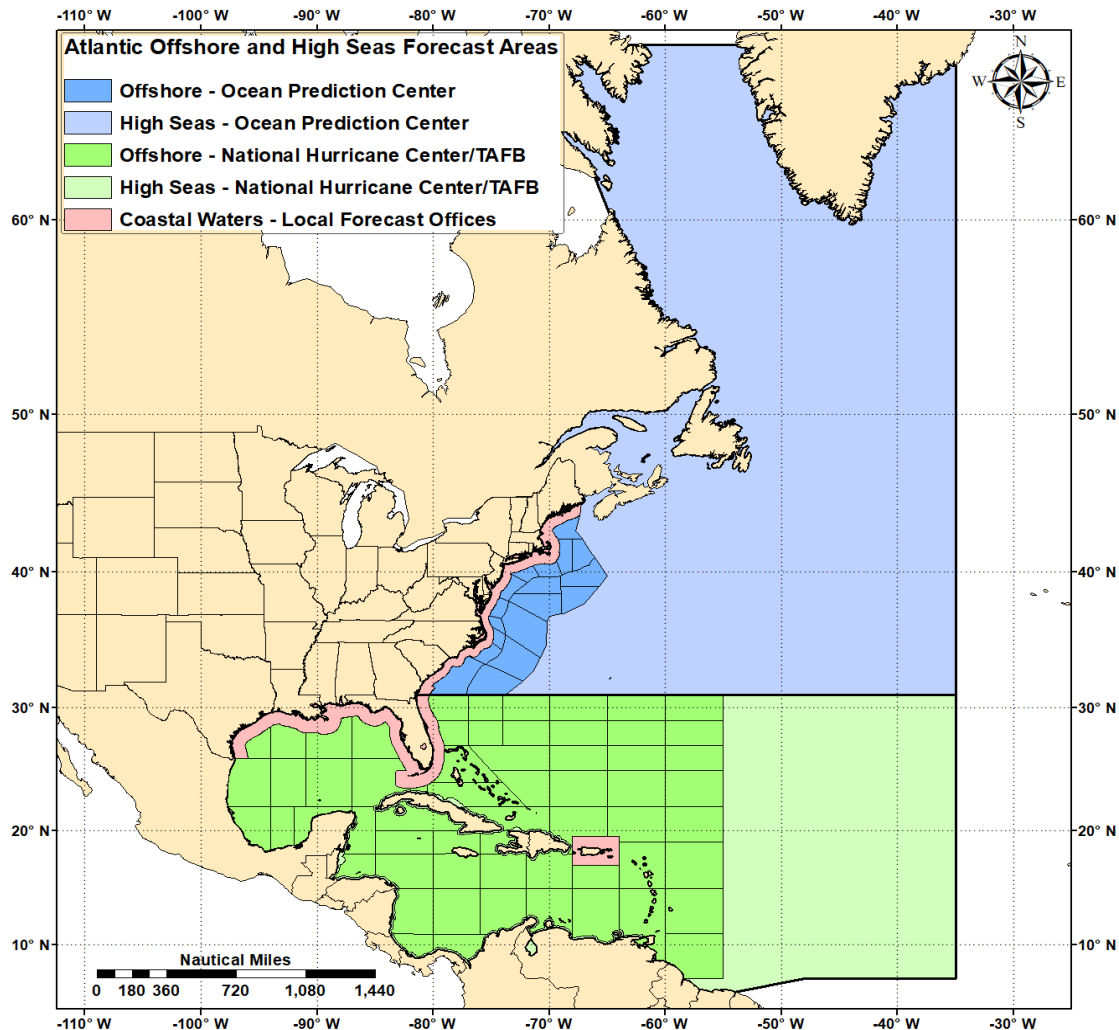 -110° W -100° W -90° W -80° W -70° W -60° W -50° W -40° W -30° W
Atlantic Offshore and High Seas Forecast Areas
Offshore - Ocean Prediction Center
High Seas - Ocean Prediction Center
Offshore - National Hurricane Center/TAFB
High Seas - National Hurricane Center/TAFB
Coastal Waters - Local Forecast Offices
N
W E
S
60° N 60° N
50° N 50° N
40° N 40° N
30° N 30° N
20° N 20° N
10° N 10° N
Nautical Miles
0 180 360 720 1,080 1,440
-110° W -100° W -90° W -80° W -70° W -60° W -50° W -40° W -30° W